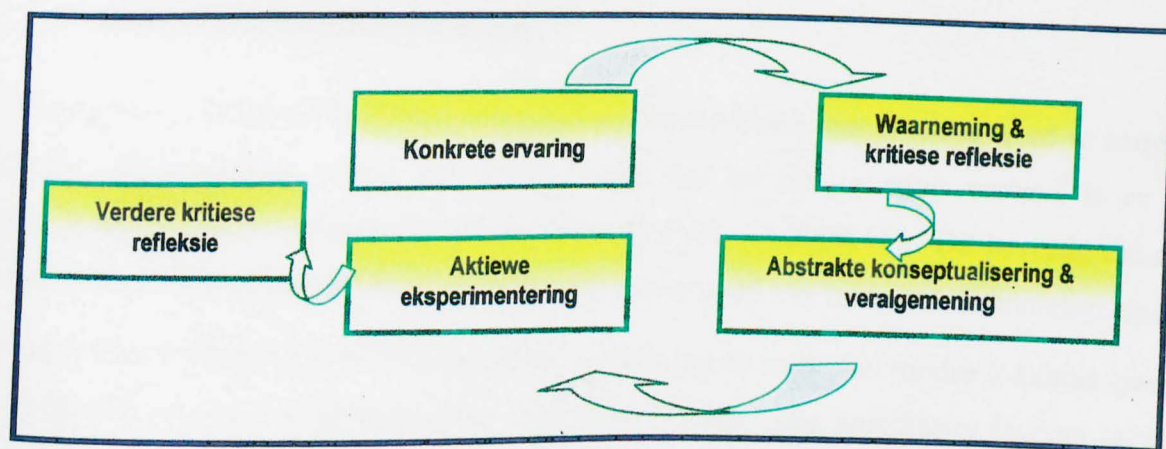 Konkrete ervaring
Waarneming &
kritiese refleksie
Verdere kritiese
refleksie
Aktiewe
eksperimentering
Abstrakte konseptualisering &
veralgemening